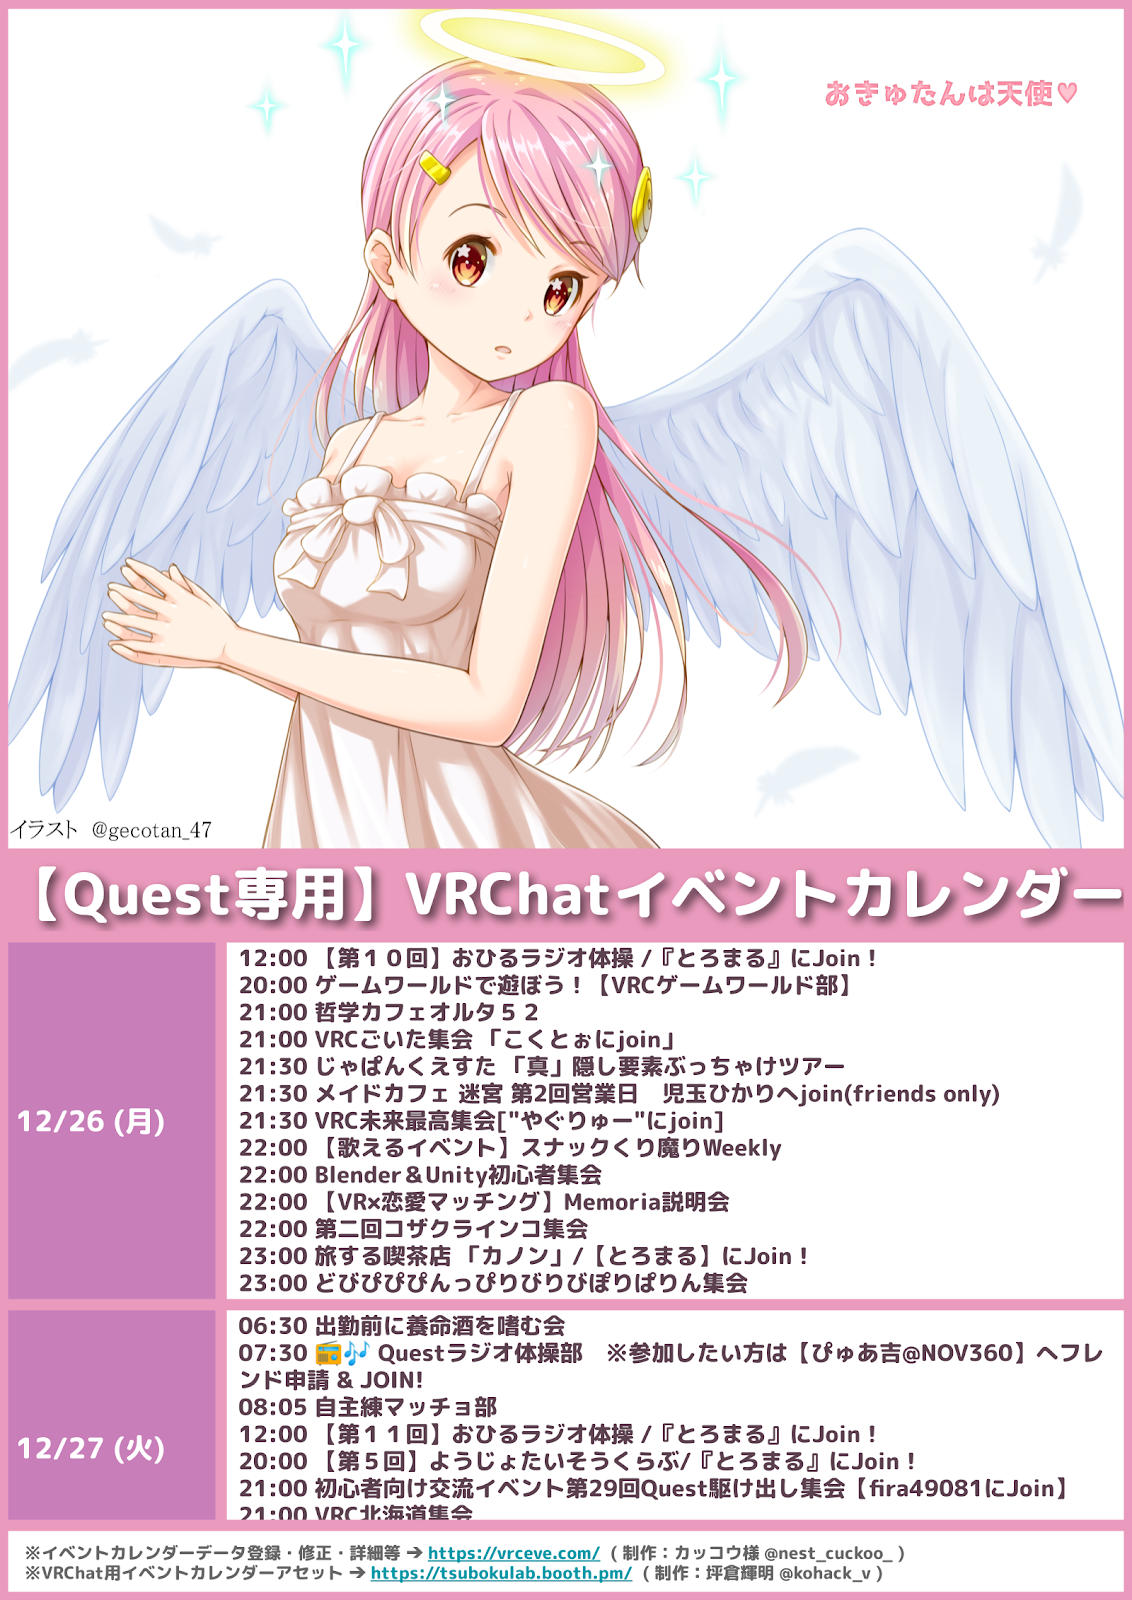 おきゅたんは天使♥
イラスト @gecotan_47
【Quest専用】VRChatイベントカレンダー
12/26 (月)
12:00 【第１０回】おひるラジオ体操 /『とろまる』にJoin！
20:00 ゲームワールドで遊ぼう！【VRCゲームワールド部】
21:00 哲学カフェオルタ５２
21:00 VRCごいた集会 「こくとぉにjoin」
21:30 じゃぱんくえすた 「真」隠し要素ぶっちゃけツアー
21:30 メイドカフェ 迷宮 第2回営業日　児玉ひかりへjoin(friends only)
21:30 VRC未来最高集会["やぐりゅー"にjoin]
22:00 【歌えるイベント】スナックくり魔りWeekly
22:00 Blender＆Unity初心者集会
22:00 【VR×恋愛マッチング】Memoria説明会
22:00 第二回コザクラインコ集会
23:00 旅する喫茶店 「カノン」/【とろまる】にJoin！
23:00 どびぴぴぴんっぴりびりびぽりぱりん集会
12/27 (火)
06:30 出勤前に養命酒を嗜む会
07:30 📻🎶 Questラジオ体操部　※参加したい方は【ぴゅあ吉@NOV360】へフレ
ンド申請 & JOIN!
08:05 自主練マッチョ部
12:00 【第１１回】おひるラジオ体操 /『とろまる』にJoin！
20:00 【第５回】ようじょたいそうくらぶ/『とろまる』にJoin！
21:00 初心者向け交流イベント第29回Quest駆け出し集会【fira49081にJoin】
21:00 VRC北海道集会
※イベントカレンダーデータ登録・修正・詳細等 ➔ https://vrceve.com/ ( 制作：カッコウ様 @nest_cuckoo_ )
※VRChat用イベントカレンダーアセット ➔ https://tsubokulab.booth.pm/ ( 制作：坪倉輝明 @kohack_v )